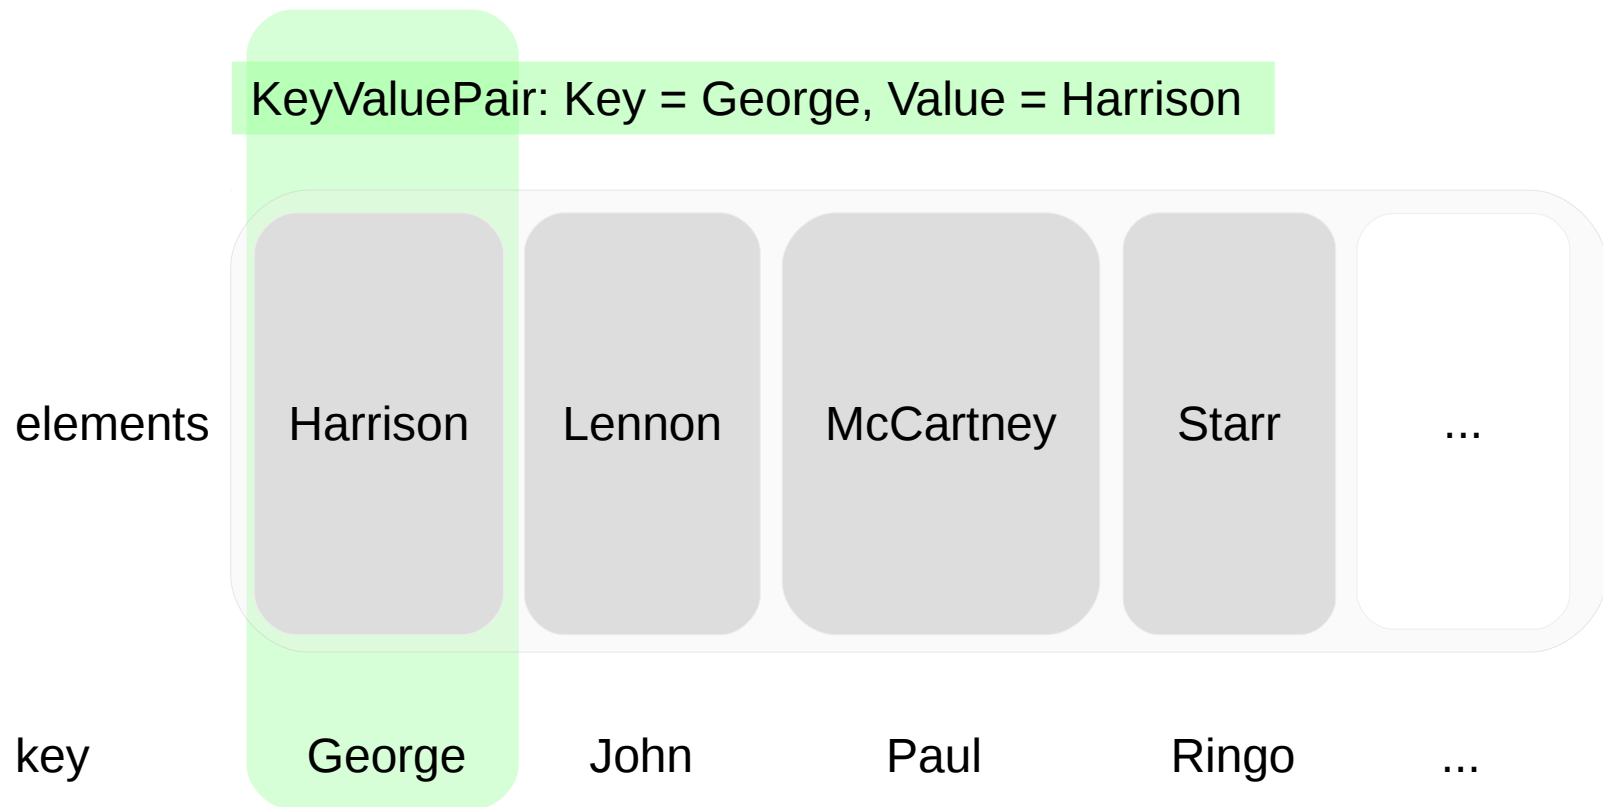 KeyValuePair: Key = George, Value = Harrison
elements Harrison Lennon McCartney Starr ...
key George John Paul Ringo ...